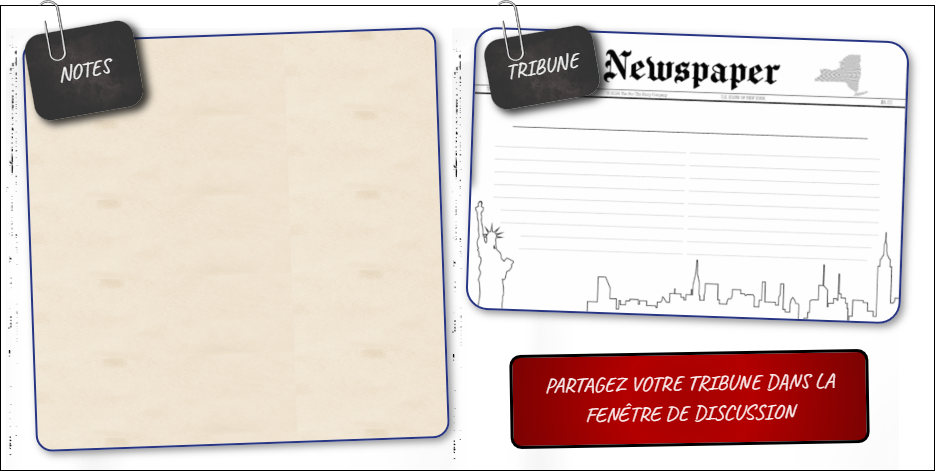 NOTES
TRIBUNE
Newspaper
PARTAGEZ VOTRE TRIBUNE DANS LA
FENÊTRE DE DISCUSSION